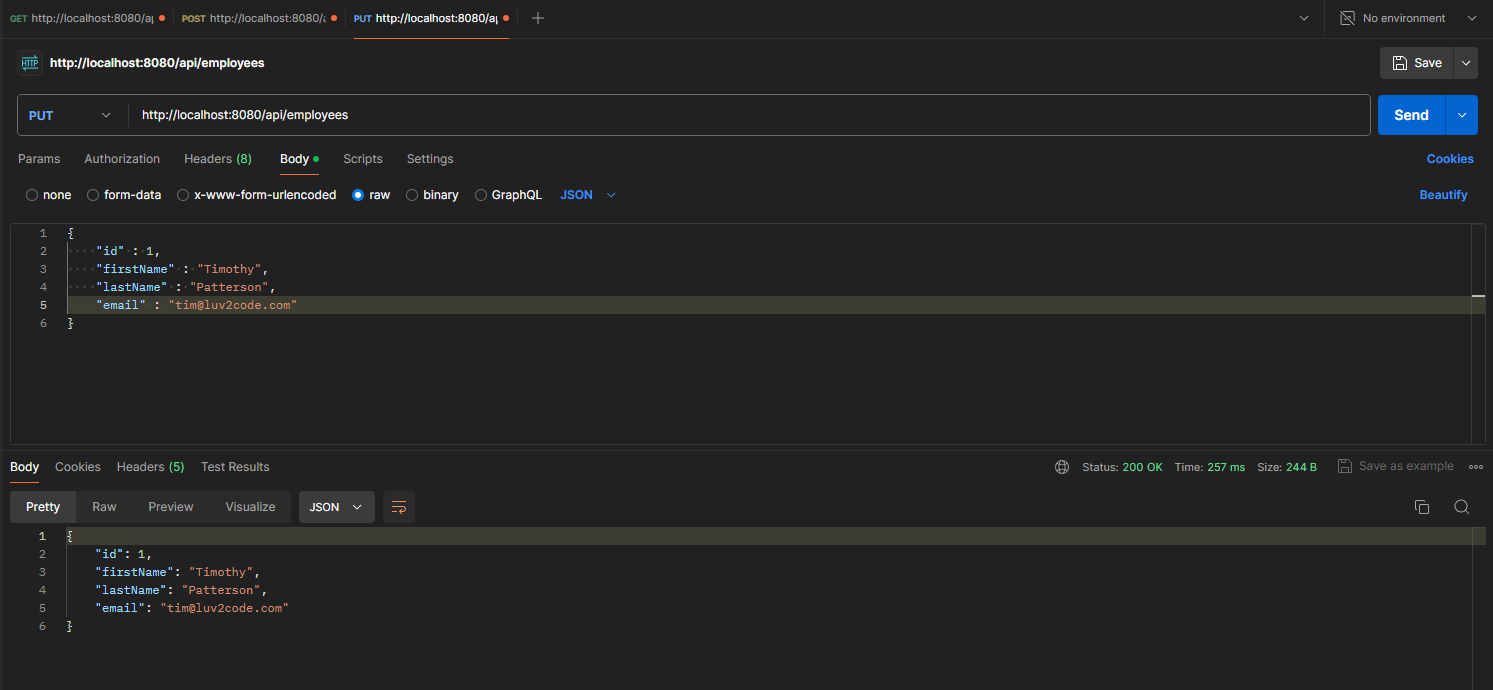 GET http://localhost:8080/ap
POST http://localhost:8080/a
PUT http://localhost:8080/ap
No environment
HTTP http://localhost:8080/api/employees
Save
PUT http://localhost:8080/api/employees
Send
Params Authorization Headers (8) Body Scripts Settings Cookies
none form-data x-www-form-urlencoded raw binary GraphQL JSON Beautify
1 {
2 "id" : 1,
3 "firstName" : "Timothy",
4 "lastName" : "Patterson",
5 "email" : "tim@luv2code.com"
6 }
Body Cookies Headers (5) Test Results Status: 200 OK Time: 257 ms Size: 244 B Save as example
Pretty Raw Preview Visualize JSON
1 {
2 "id": 1,
3 "firstName": "Timothy",
4 "lastName": "Patterson",
5 "email": "tim@luv2code.com"
6 }